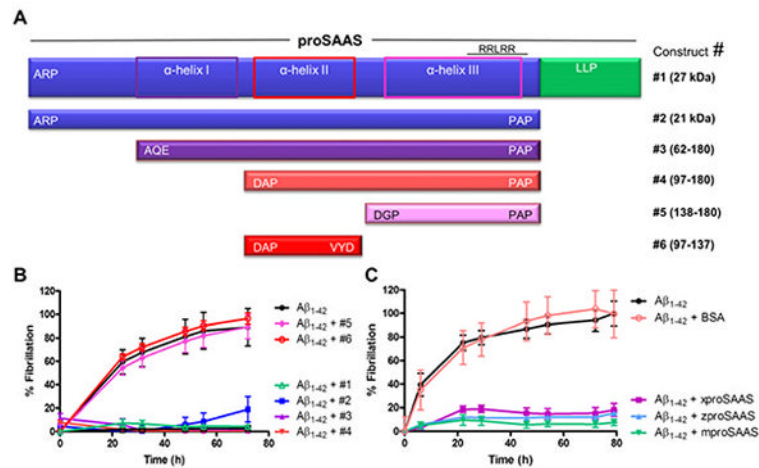 A
proSAAS
RRLRR
Construct #
ARP
α-helix I
α-helix II
α-helix III
LLP
#1 (27 kDa)
ARP
PAP
#2 (21 kDa)
AQE
PAP
#3 (62-180)
DAP
PAP
#4 (97-180)
DGP
PAP
#5 (138-180)
DAP
VYD
#6 (97-137)
B
% Fibrillation
120
100
80
60
40
20
0
0
20
40
60
80
Time (h)
Aβ1-42
Aβ1-42 + #5
Aβ1-42 + #6
Aβ1-42 + #1
Aβ1-42 + #2
Aβ1-42 + #3
Aβ1-42 + #4
C
% Fibrillation
120
100
80
60
40
20
0
0
20
40
60
80
Time (h)
Aβ1-42
Aβ1-42 + BSA
Aβ1-42 + xproSAAS
Aβ1-42 + zproSAAS
Aβ1-42 + mproSAAS